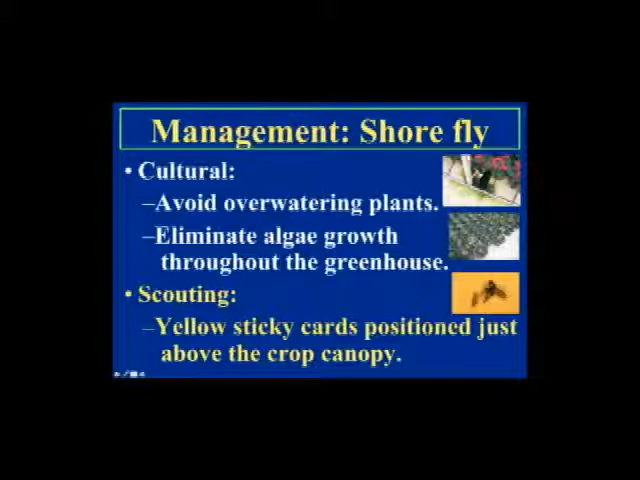 Management: Shore fly
• Cultural:
–Avoid overwatering plants.
–Eliminate algae growth
throughout the greenhouse.
• Scouting:
–Yellow sticky cards positioned just
above the crop canopy.